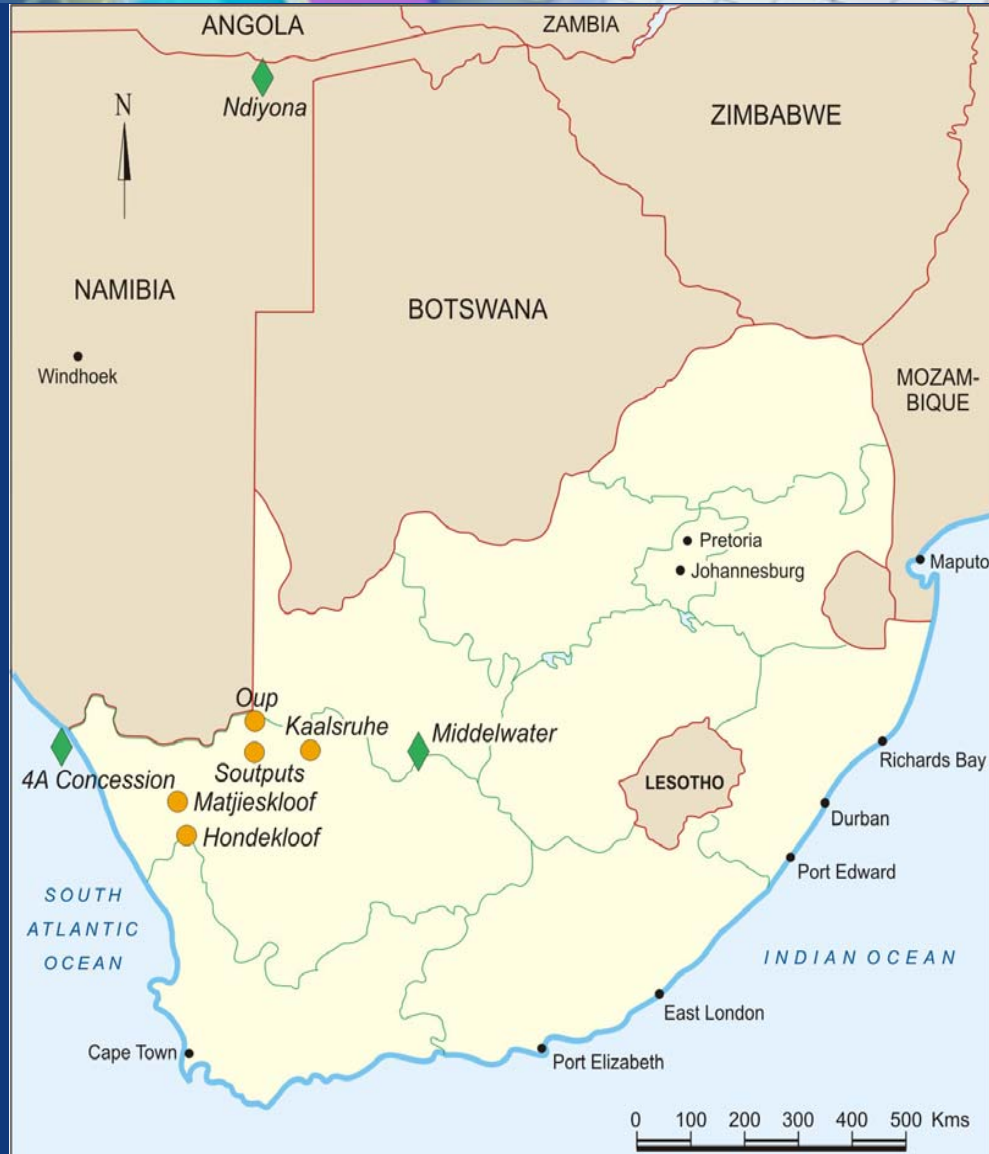 ANGOLA
ZAMBIA
Ndiyona
N
ZIMBABWE
NAMIBIA
BOTSWANA
Windhoek
MOZAM-
BIQUE
Pretoria
Johannesburg
Maputo
Oup
Kaalsruhe
Middelwater
4A Concession
Soutputs
Matjieskloof
Hondekloof
LESOTHO
Richards Bay
Durban
Port Edward
SOUTH
ATLANTIC
OCEAN
INDIAN OCEAN
East London
Cape Town
Port Elizabeth
0 100 200 300 400 500 Kms